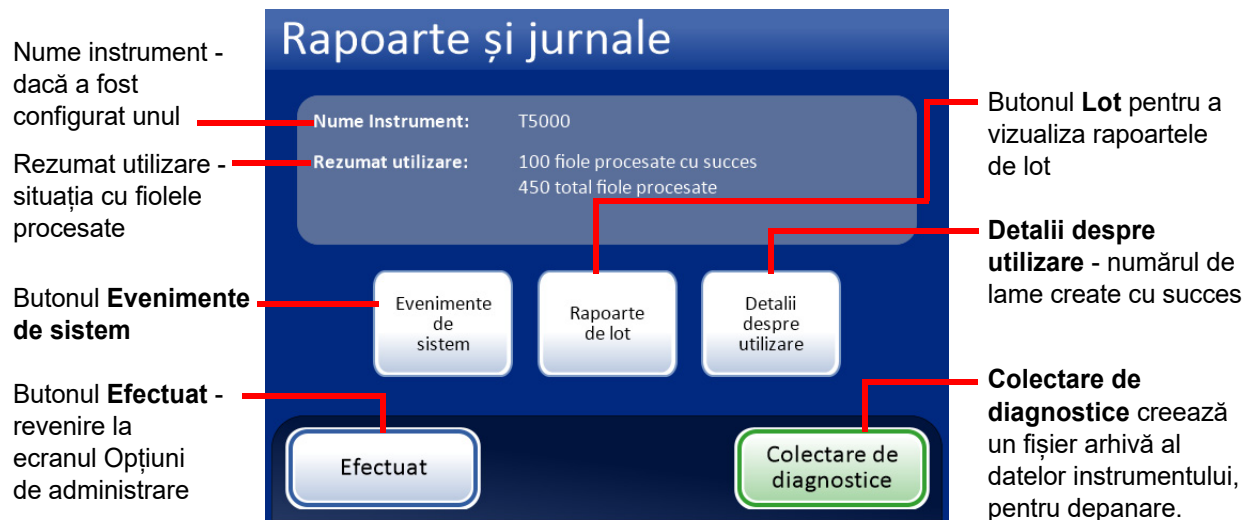 Rapoarte și jurnale
Nume instrument -
dacă a fost
configurat unul
Rezumat utilizare -
situația cu fiolele
procesate
Butonul Evenimente
de sistem
Butonul Efectuat -
revenire la
ecranul Opțiuni
de administrare
Nume Instrument: T5000
Rezumat utilizare: 100 fiole procesate cu succes
450 total fiole procesate
Evenimente
de
sistem
Rapoarte
de lot
Detalii
despre
utilizare
Efectuat
Colectare de
diagnostice
Butonul Lot pentru a
vizualiza rapoartele
de lot
Detalii despre
utilizare - numărul de
lame create cu succes
Colectare de
diagnostice creează
un fișier arhivă al
datelor instrumentului,
pentru depanare.